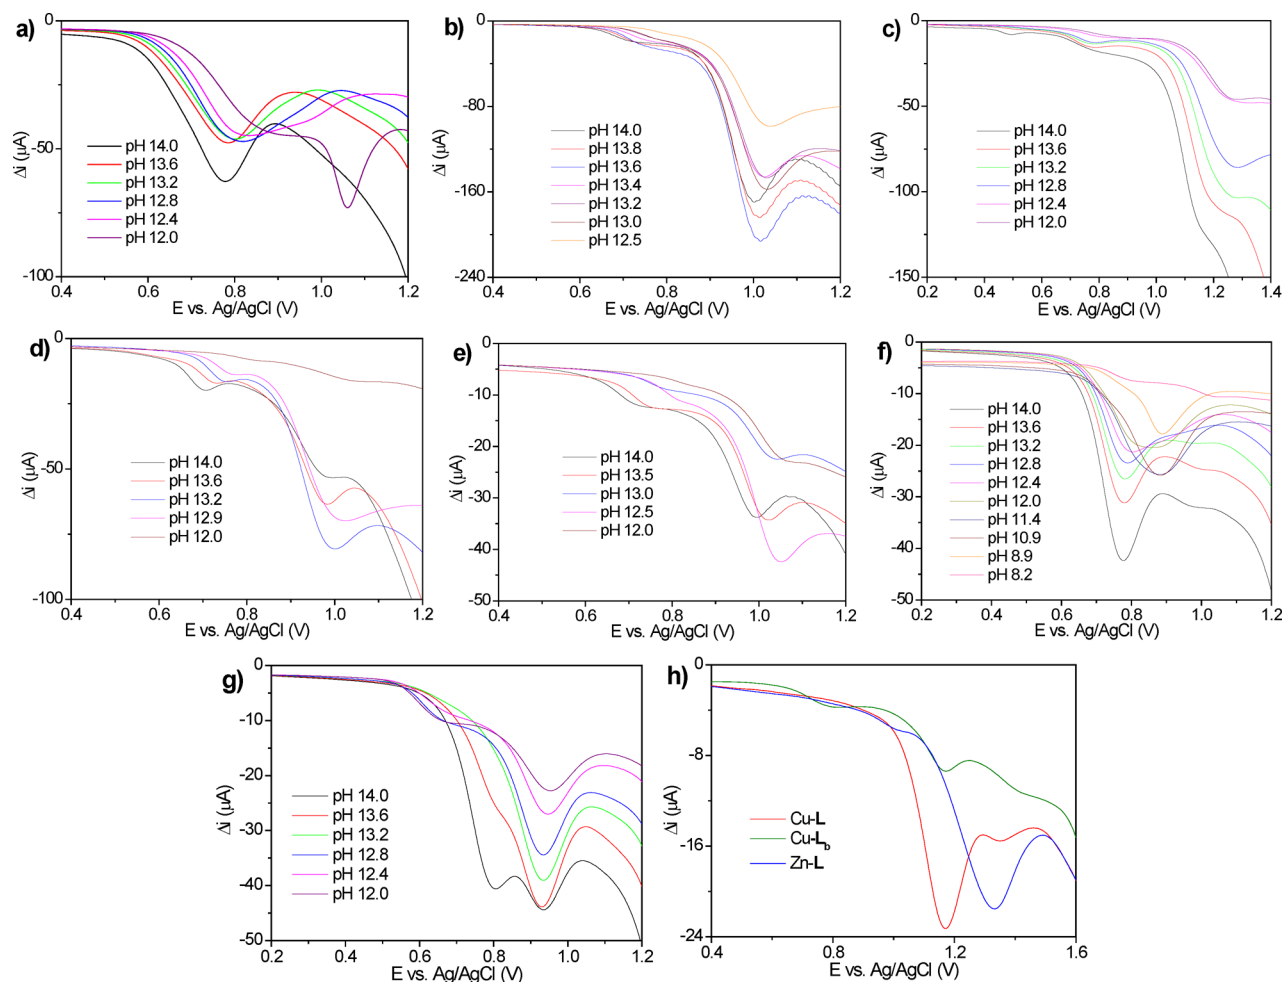 a)
0
-50
-100
Δi (μA)
pH 14.0
pH 13.6
pH 13.2
pH 12.8
pH 12.4
pH 12.0
0.4 0.6 0.8 1.0 1.2
E vs. Ag/AgCl (V)
b)
0
-80
-160
-240
Δi (μA)
pH 14.0
pH 13.8
pH 13.6
pH 13.4
pH 13.2
pH 13.0
pH 12.5
0.4 0.6 0.8 1.0 1.2
E vs. Ag/AgCl (V)
c)
0
-50
-100
-150
Δi (μA)
pH 14.0
pH 13.6
pH 13.2
pH 12.8
pH 12.4
pH 12.0
0.2 0.4 0.6 0.8 1.0 1.2 1.4
E vs. Ag/AgCl (V)
d)
0
-50
-100
Δi (μA)
pH 14.0
pH 13.6
pH 13.2
pH 12.9
pH 12.0
0.4 0.6 0.8 1.0 1.2
E vs. Ag/AgCl (V)
e)
0
-10
-20
-30
-40
-50
Δi (μA)
pH 14.0
pH 13.5
pH 13.0
pH 12.5
pH 12.0
0.4 0.6 0.8 1.0 1.2
E vs. Ag/AgCl (V)
f)
0
-10
-20
-30
-40
-50
Δi (μA)
pH 14.0
pH 13.6
pH 13.2
pH 12.8
pH 12.4
pH 12.0
pH 11.4
pH 10.9
pH 8.9
pH 8.2
0.2 0.4 0.6 0.8 1.0 1.2
E vs. Ag/AgCl (V)
g)
0
-10
-20
-30
-40
-50
Δi (μA)
pH 14.0
pH 13.6
pH 13.2
pH 12.8
pH 12.4
pH 12.0
0.2 0.4 0.6 0.8 1.0 1.2
E vs. Ag/AgCl (V)
h)
0
-8
-16
-24
Δi (μA)
Cu-L
Cu-Lb
Zn-L
0.4 0.8 1.2 1.6
E vs. Ag/AgCl (V)